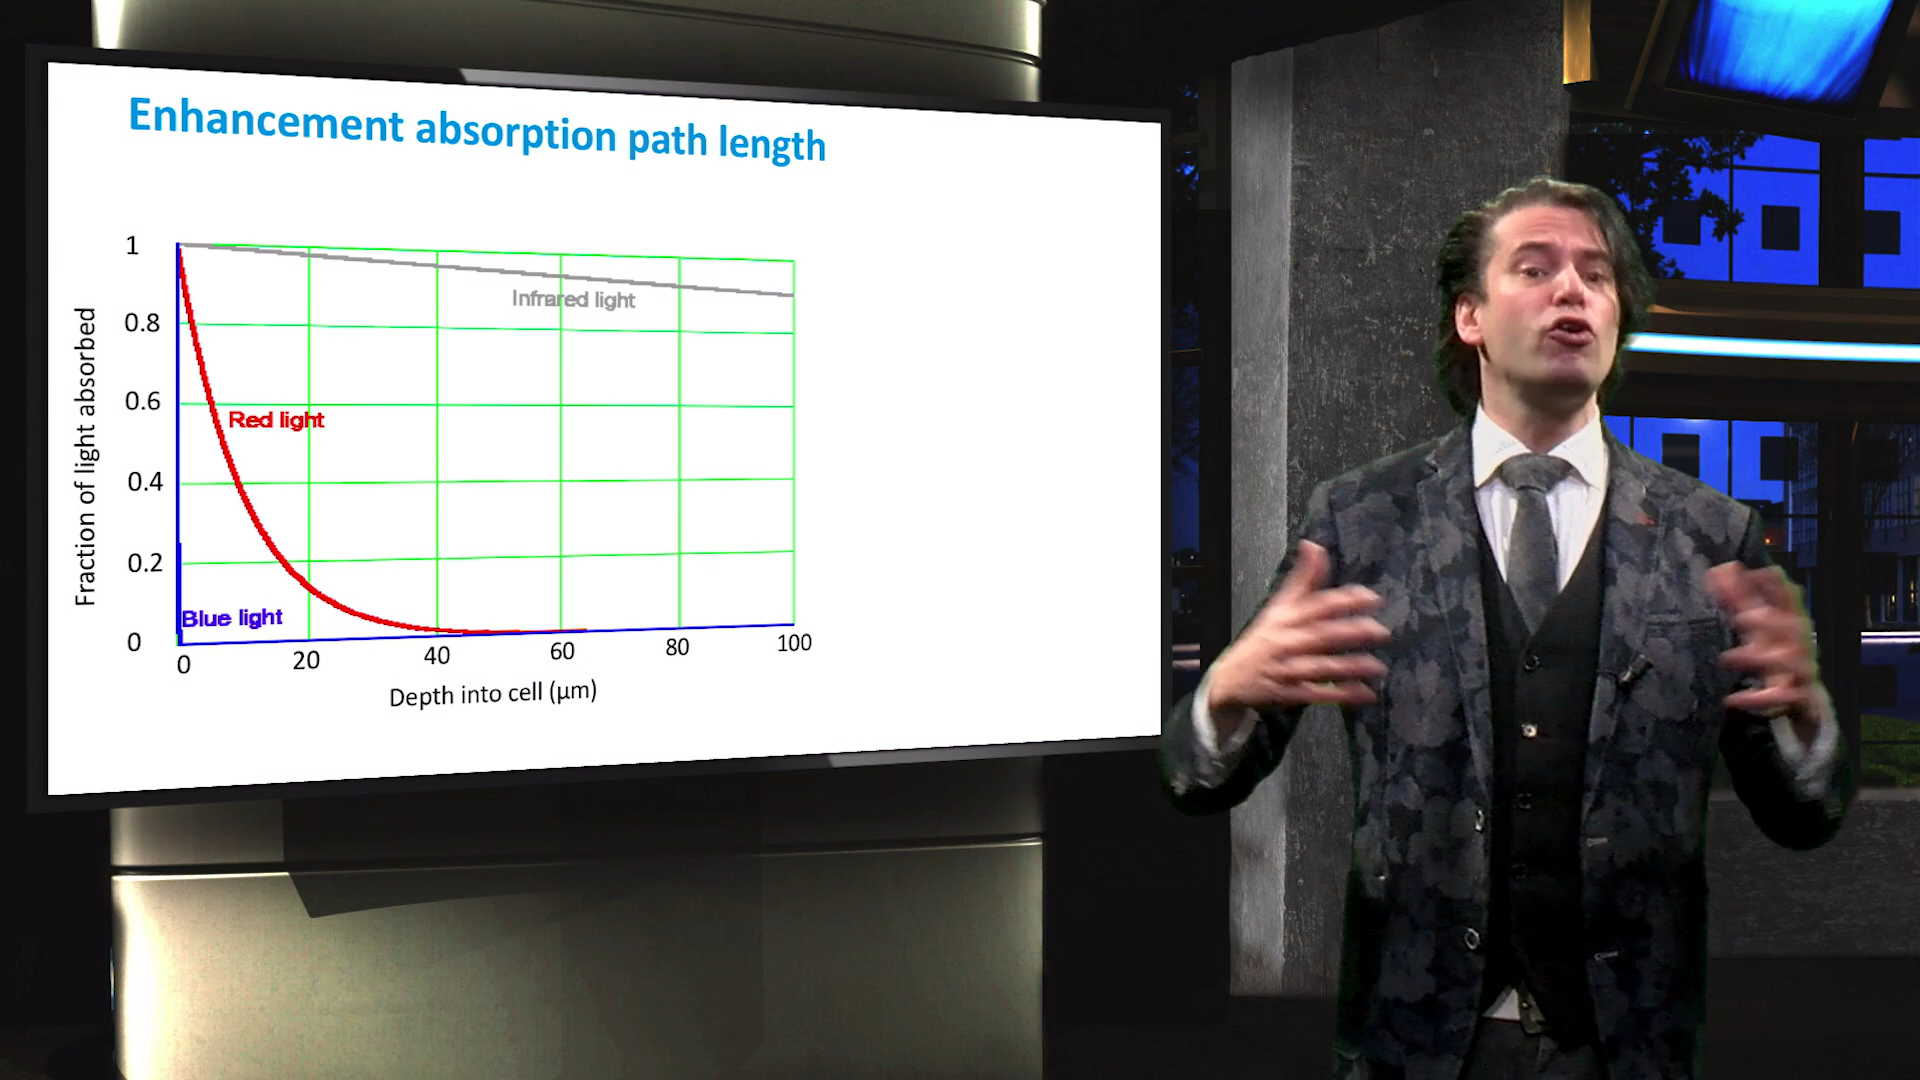 Enhancement absorption path length
1
0.8
0.6
0.4
0.2
0
Fraction of light absorbed
Infrared light
Red light
Blue light
0 20 40 60 80 100
Depth into cell (µm)